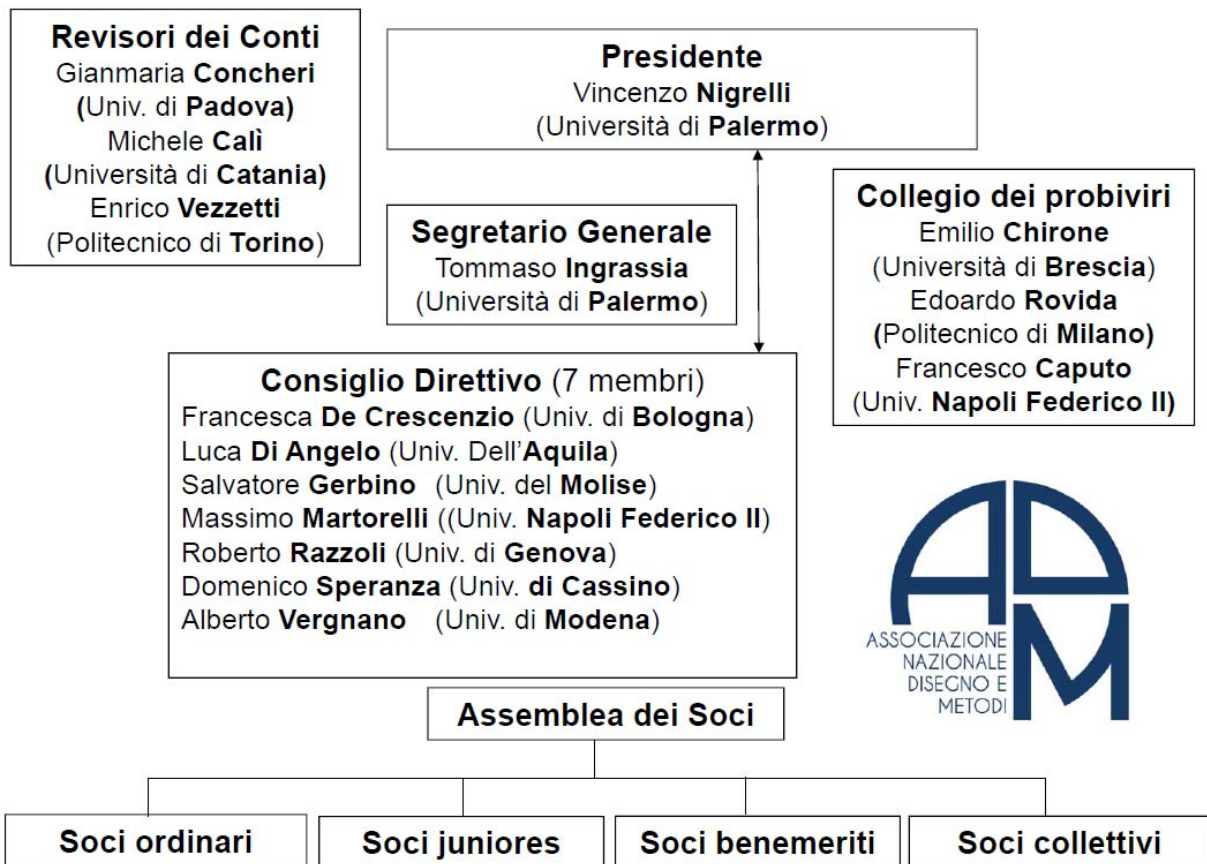 Revisori dei Conti
Gianmaria Concheri
(Univ. di Padova)
Michele Calì
(Università di Catania)
Enrico Vezzetti
(Politecnico di Torino)
Presidente
Vincenzo Nigrelli
(Università di Palermo)
Segretario Generale
Tommaso Ingrassia
(Università di Palermo)
Collegio dei probiviri
Emilio Chirone
(Università di Brescia)
Edoardo Rovida
(Politecnico di Milano)
Francesco Caputo
(Univ. Napoli Federico II)
Consiglio Direttivo (7 membri)
Francesca De Crescenzio (Univ. di Bologna)
Luca Di Angelo (Univ. Dell'Aquila)
Salvatore Gerbino (Univ. del Molise)
Massimo Martorelli ((Univ. Napoli Federico II)
Roberto Razzoli (Univ. di Genova)
Domenico Speranza (Univ. di Cassino)
Alberto Vergnano (Univ. di Modena)
ADM
ASSOCIAZIONE
NAZIONALE
DISEGNO E
METODI
Assemblea dei Soci
Soci ordinari
Soci juniores
Soci benemeriti
Soci collettivi